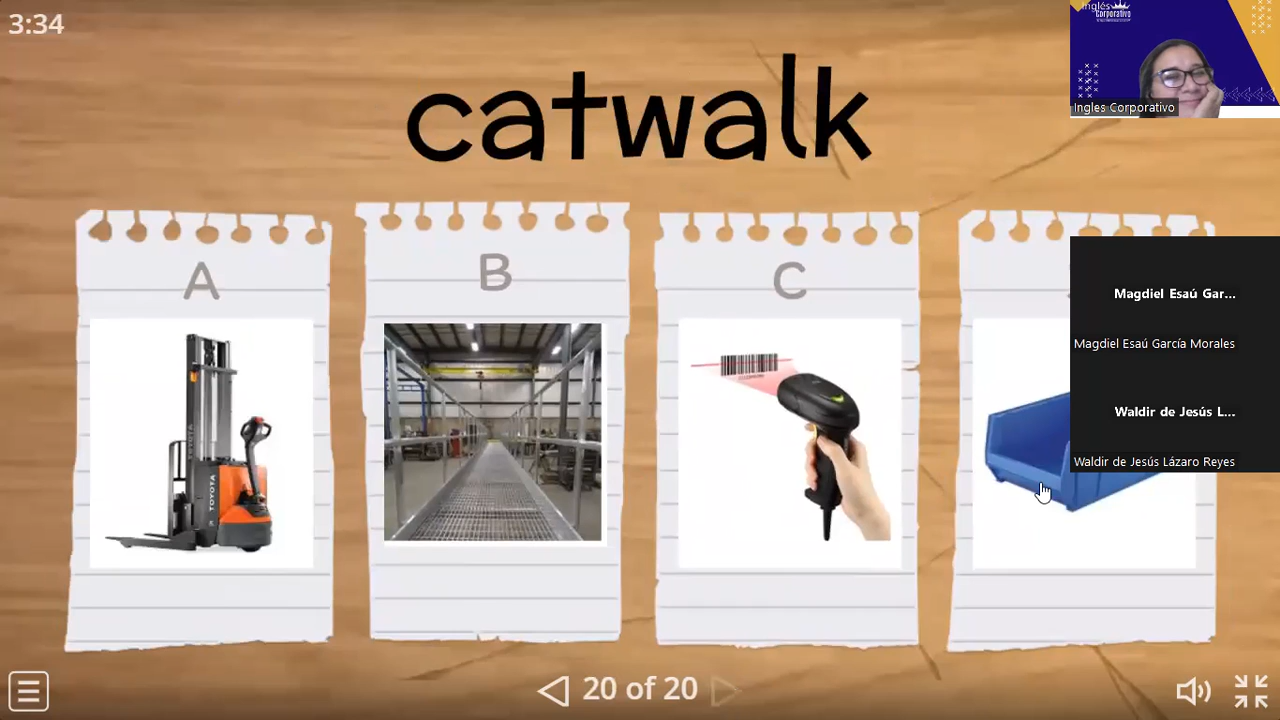 3:34
Inglés
corporativo
Ingles Corporativo
catwalk
A
B
C
TOYOTA
Magdiel Esaú Gar...
Magdiel Esaú García Morales
Waldir de Jesús L...
Waldir de Jesús Lázaro Reyes
20 of 20